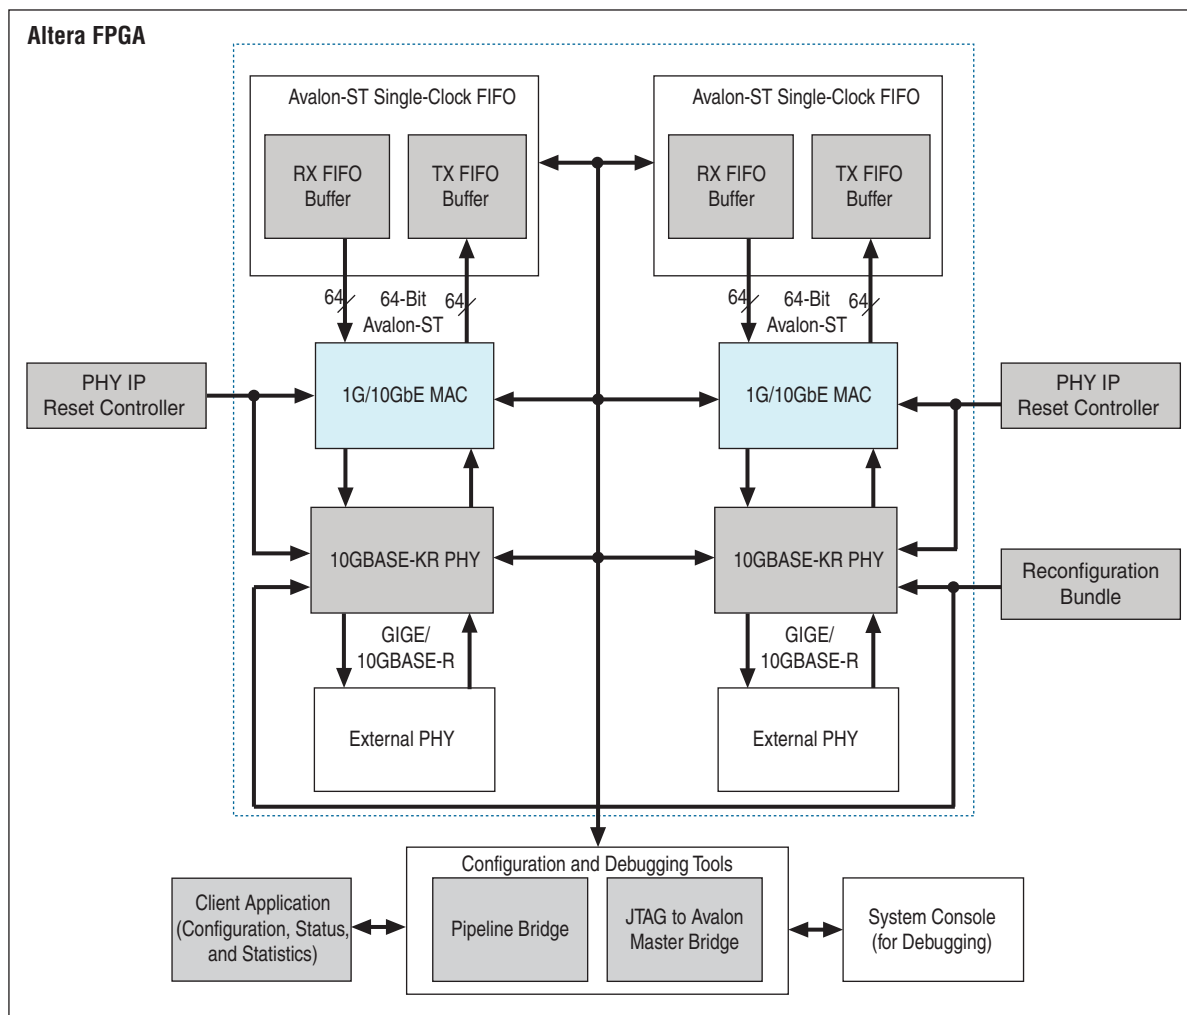 Altera FPGA
Avalon-ST Single-Clock FIFO
RX FIFO
Buffer
TX FIFO
Buffer
64
64-Bit
Avalon-ST
64
1G/10GbE MAC
10GBASE-KR PHY
GIGE/
10GBASE-R
External PHY
Avalon-ST Single-Clock FIFO
RX FIFO
Buffer
TX FIFO
Buffer
64
64-Bit
Avalon-ST
64
1G/10GbE MAC
10GBASE-KR PHY
GIGE/
10GBASE-R
External PHY
PHY IP
Reset Controller
PHY IP
Reset Controller
Reconfiguration
Bundle
Configuration and Debugging Tools
Client Application
(Configuration, Status,
and Statistics)
Pipeline Bridge
JTAG to Avalon
Master Bridge
System Console
(for Debugging)